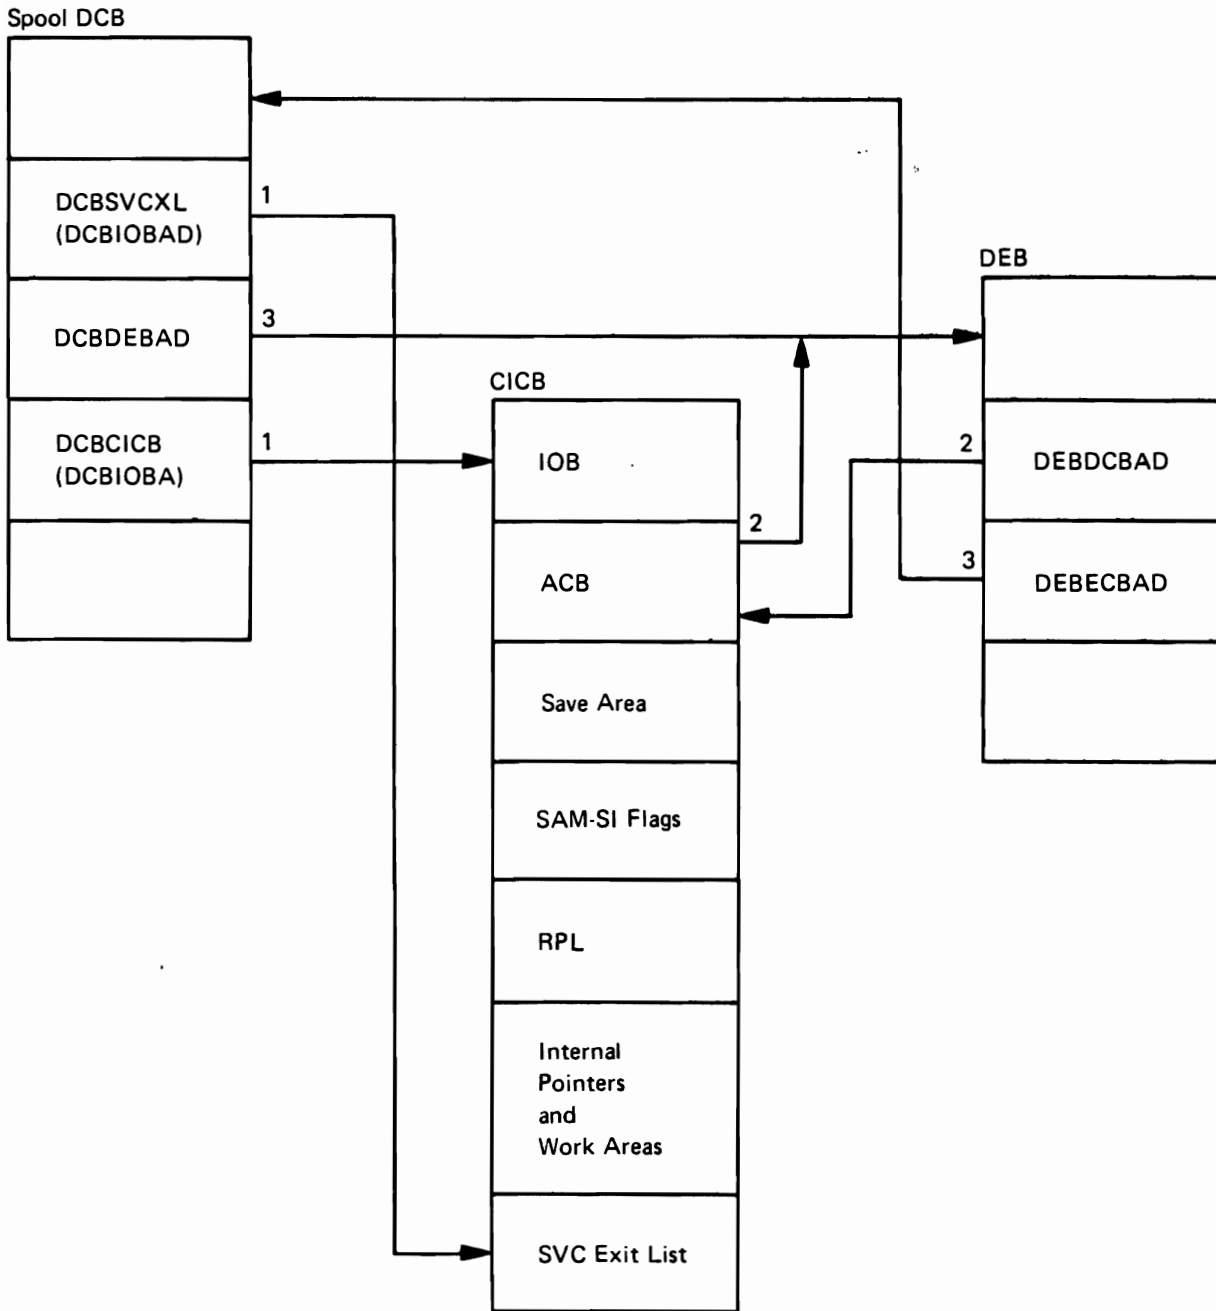 Spool DCB
DCBSVCXL
(DCBIOBAD)
1
DCBDEBAD
3
DCBCICB
(DCBIOBA)
1
CICB
IOB
ACB
2
Save Area
SAM-SI Flags
RPL
Internal
Pointers
and
Work Areas
SVC Exit List
DEB
2
DEBDCBAD
3
DEBECBAD